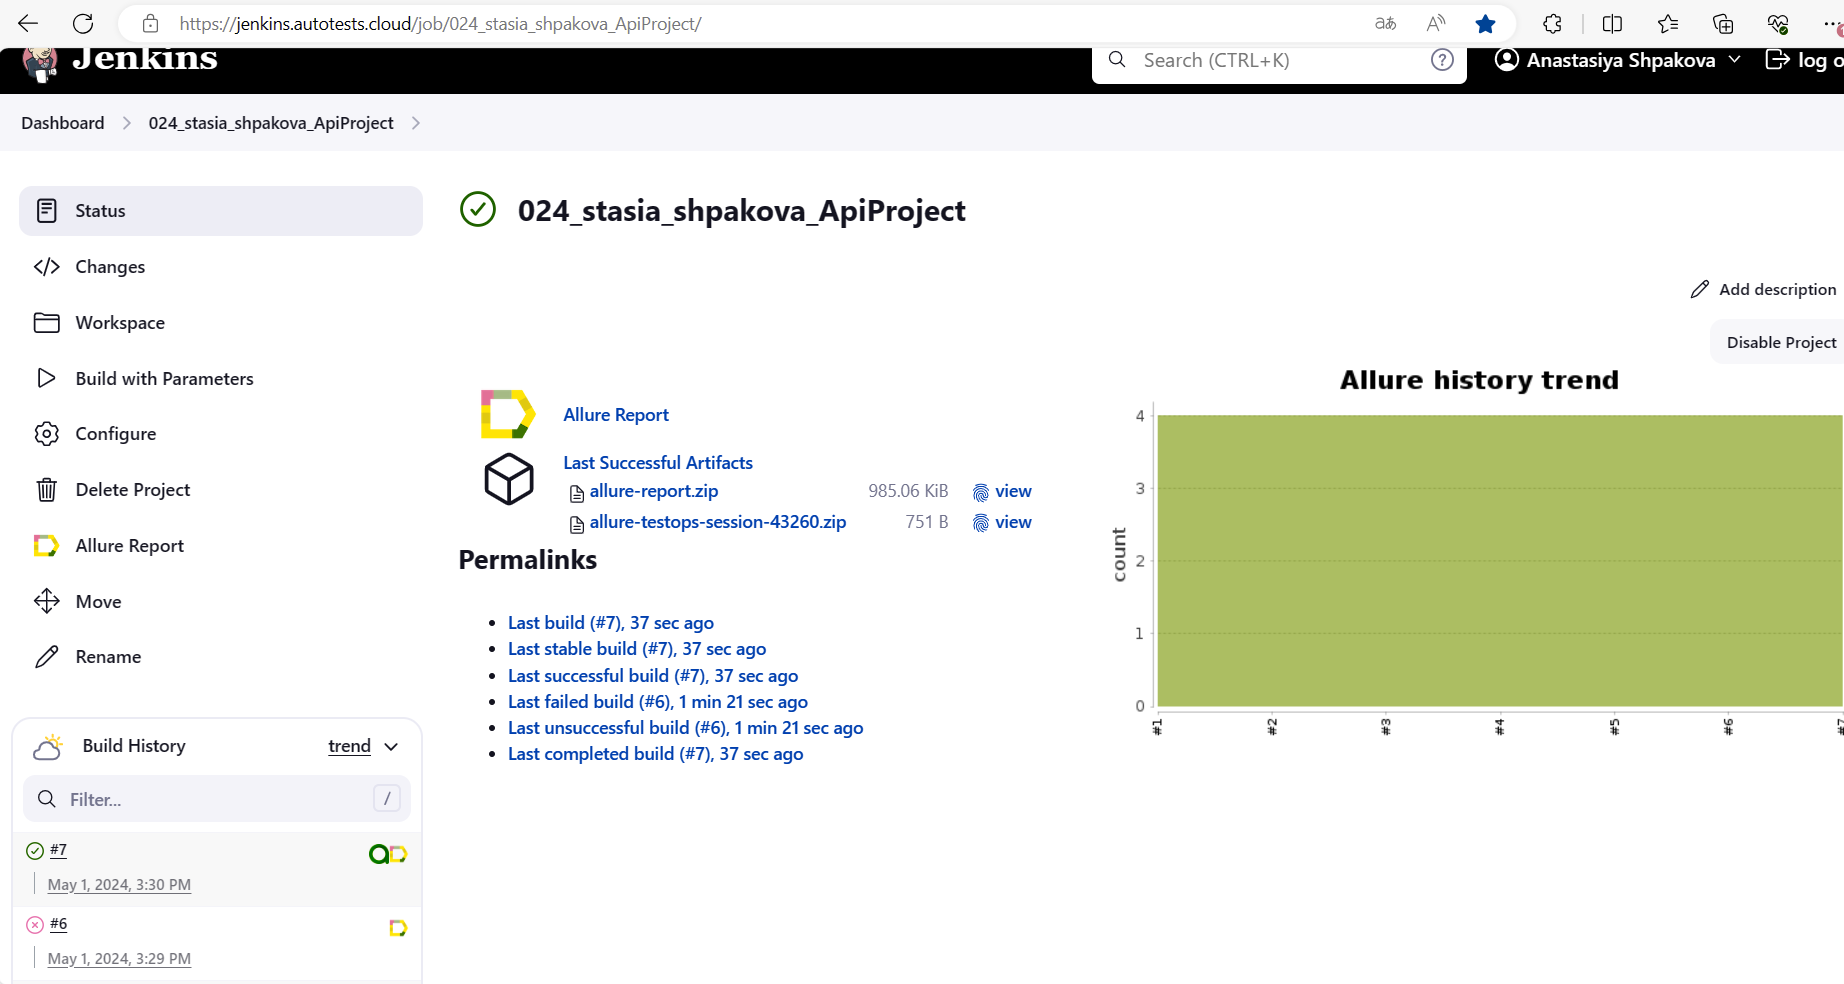 https://jenkins.autotests.cloud/job/024_stasia_shpakova_ApiProject/
Jenkins
Search (CTRL+K)
Anastasiya Shpakova
log o
Dashboard
024_stasia_shpakova_ApiProject
Status
Changes
Workspace
Build with Parameters
Configure
Delete Project
Allure Report
Move
Rename
Build History
trend
Filter...
/
#7
May 1, 2024, 3:30 PM
#6
May 1, 2024, 3:29 PM
024_stasia_shpakova_ApiProject
Add description
Disable Project
Allure Report
Last Successful Artifacts
allure-report.zip 985.06 KiB view
allure-testops-session-43260.zip 751 B view
Permalinks
Last build (#7), 37 sec ago
Last stable build (#7), 37 sec ago
Last successful build (#7), 37 sec ago
Last failed build (#6), 1 min 21 sec ago
Last unsuccessful build (#6), 1 min 21 sec ago
Last completed build (#7), 37 sec ago
Allure history trend
count
4
3
2
1
0
#1
#2
#3
#4
#5
#6
#7